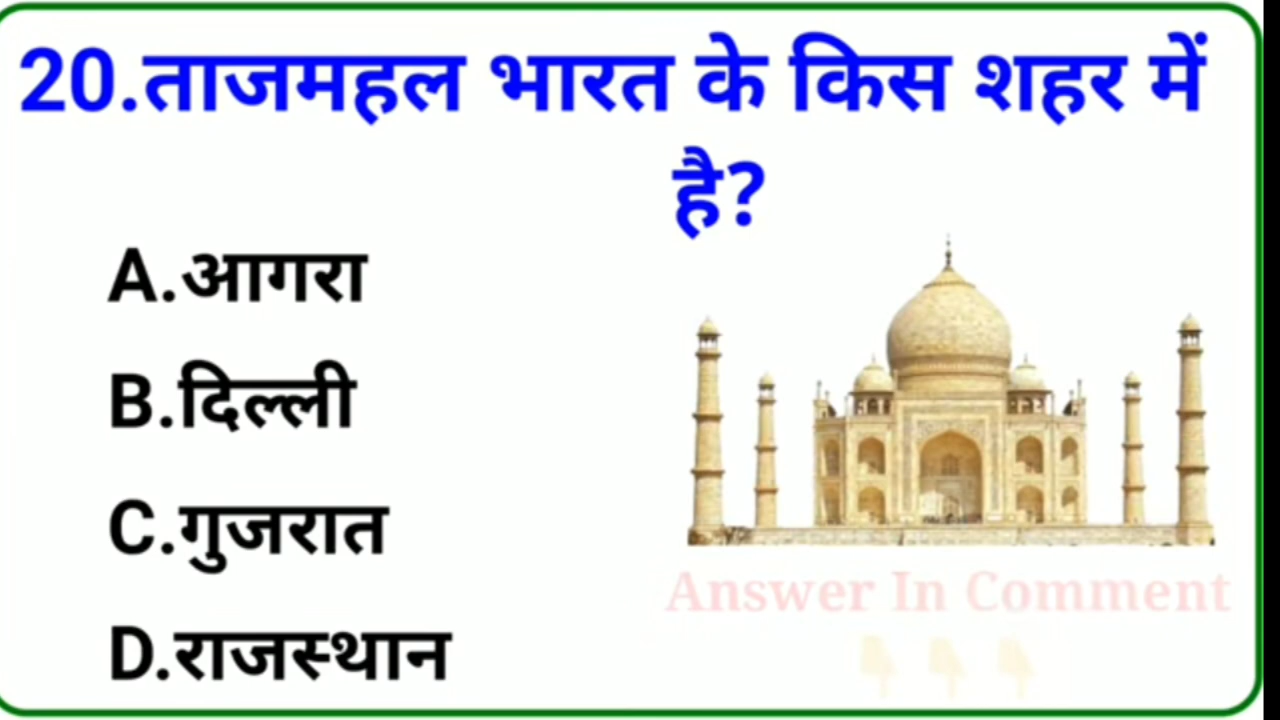 20.ताजमहल भारत के किस शहर में
है?
A.आगरा
B.दिल्ली
C.गुजरात
D.राजस्थान
Answer In Comment